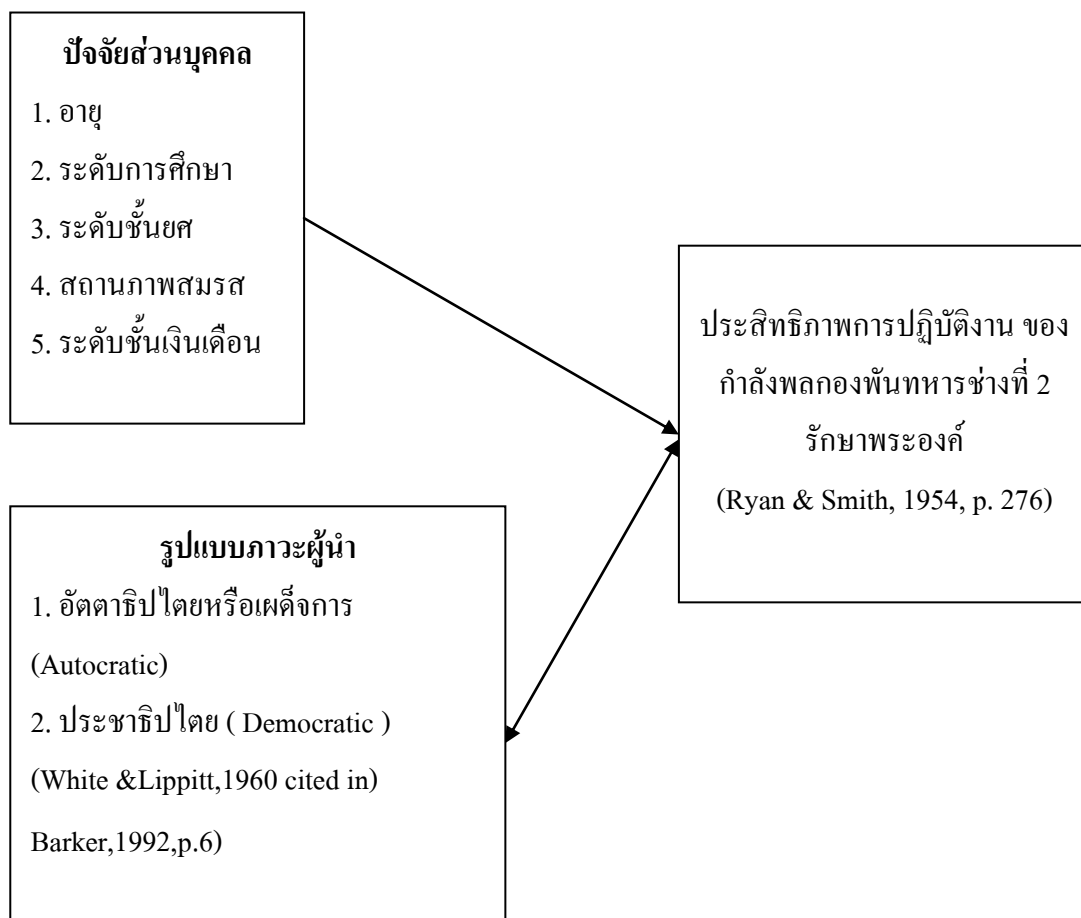 ปัจจัยส่วนบุคคล
1. อายุ
2. ระดับการศึกษา
3. ระดับชั้นยศ
4. สถานภาพสมรส
5. ระดับชั้นเงินเดือน
ประสิทธิภาพการปฏิบัติงาน ของ
กำลังพลกองพันทหารช่างที่ 2
รักษาพระองค์
(Ryan & Smith, 1954, p. 276)
รูปแบบภาวะผู้นำ
1. อัตตาธิปไตยหรือเผด็จการ
(Autocratic)
2. ประชาธิปไตย ( Democratic )
(White &Lippitt,1960 cited in)
Barker,1992,p.6)